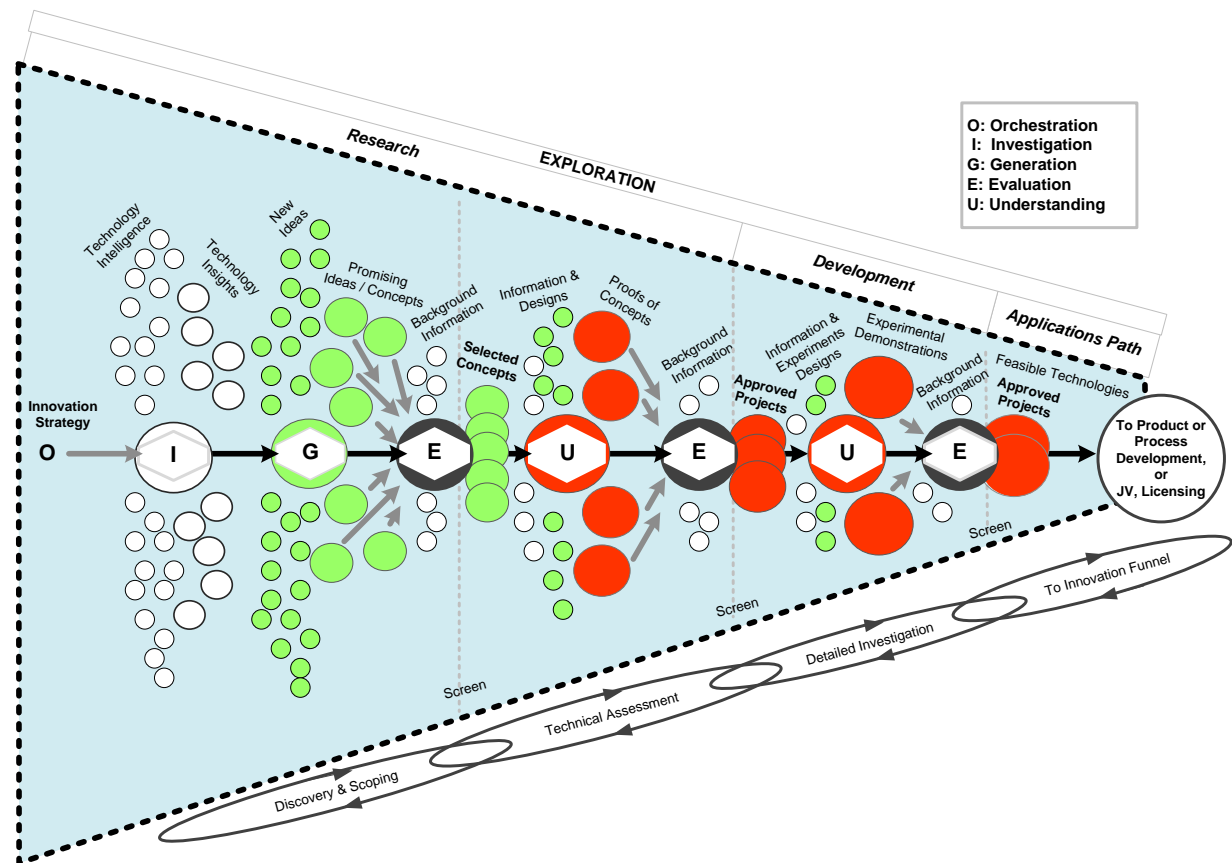 Research
EXPLORATION
Development
Applications Path
O: Orchestration
I: Investigation
G: Generation
E: Evaluation
U: Understanding
Technology
Intelligence
Technology
Insights
New
Ideas
Promising
Ideas / Concepts
Background
Information
Selected
Concepts
Information &
Designs
Proofs of
Concepts
Background
Information
Approved
Projects
Information &
Experiments
Designs
Experimental
Demonstrations
Background
Information
Feasible Technologies
Approved
Projects
Innovation
Strategy
O
I
G
E
U
E
U
E
To Product or
Process
Development,
or
JV, Licensing
Screen
Screen
Screen
Discovery & Scoping
Technical Assessment
Detailed Investigation
To Innovation Funnel